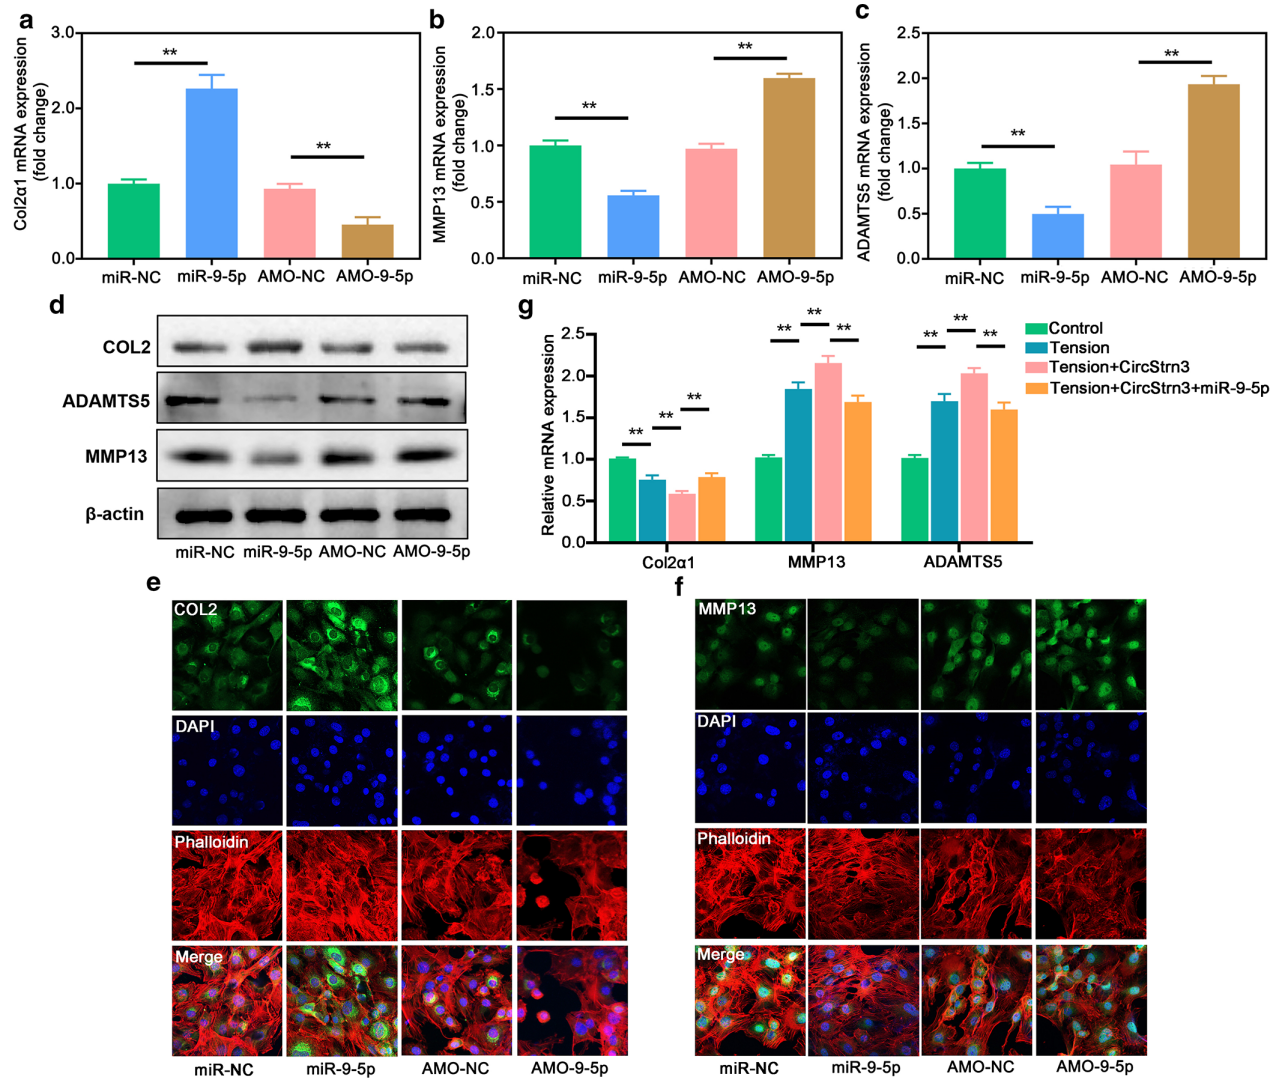 a
Col2α1 mRNA expression
(fold change)
3.0
2.0
1.0
0.0
**
**
miR-NC miR-9-5p AMO-NC AMO-9-5p
b
MMP13 mRNA expression
(fold change)
2.0
1.5
1.0
0.5
0.0
**
**
miR-NC miR-9-5p AMO-NC AMO-9-5p
c
ADAMTS5 mRNA expression
(fold change)
2.5
2.0
1.5
1.0
0.5
0.0
**
**
miR-NC miR-9-5p AMO-NC AMO-9-5p
d
COL2
ADAMTS5
MMP13
β-actin
miR-NC miR-9-5p AMO-NC AMO-9-5p
g
Relative mRNA expression
2.5
2.0
1.5
1.0
0.5
0.0
** ** **
** ** **
** ** **
Col2α1 MMP13 ADAMTS5
Control
Tension
Tension+CircStrn3
Tension+CircStrn3+miR-9-5p
e
COL2
DAPI
Phalloidin
Merge
miR-NC miR-9-5p AMO-NC AMO-9-5p
f
MMP13
DAPI
Phalloidin
Merge
miR-NC miR-9-5p AMO-NC AMO-9-5p